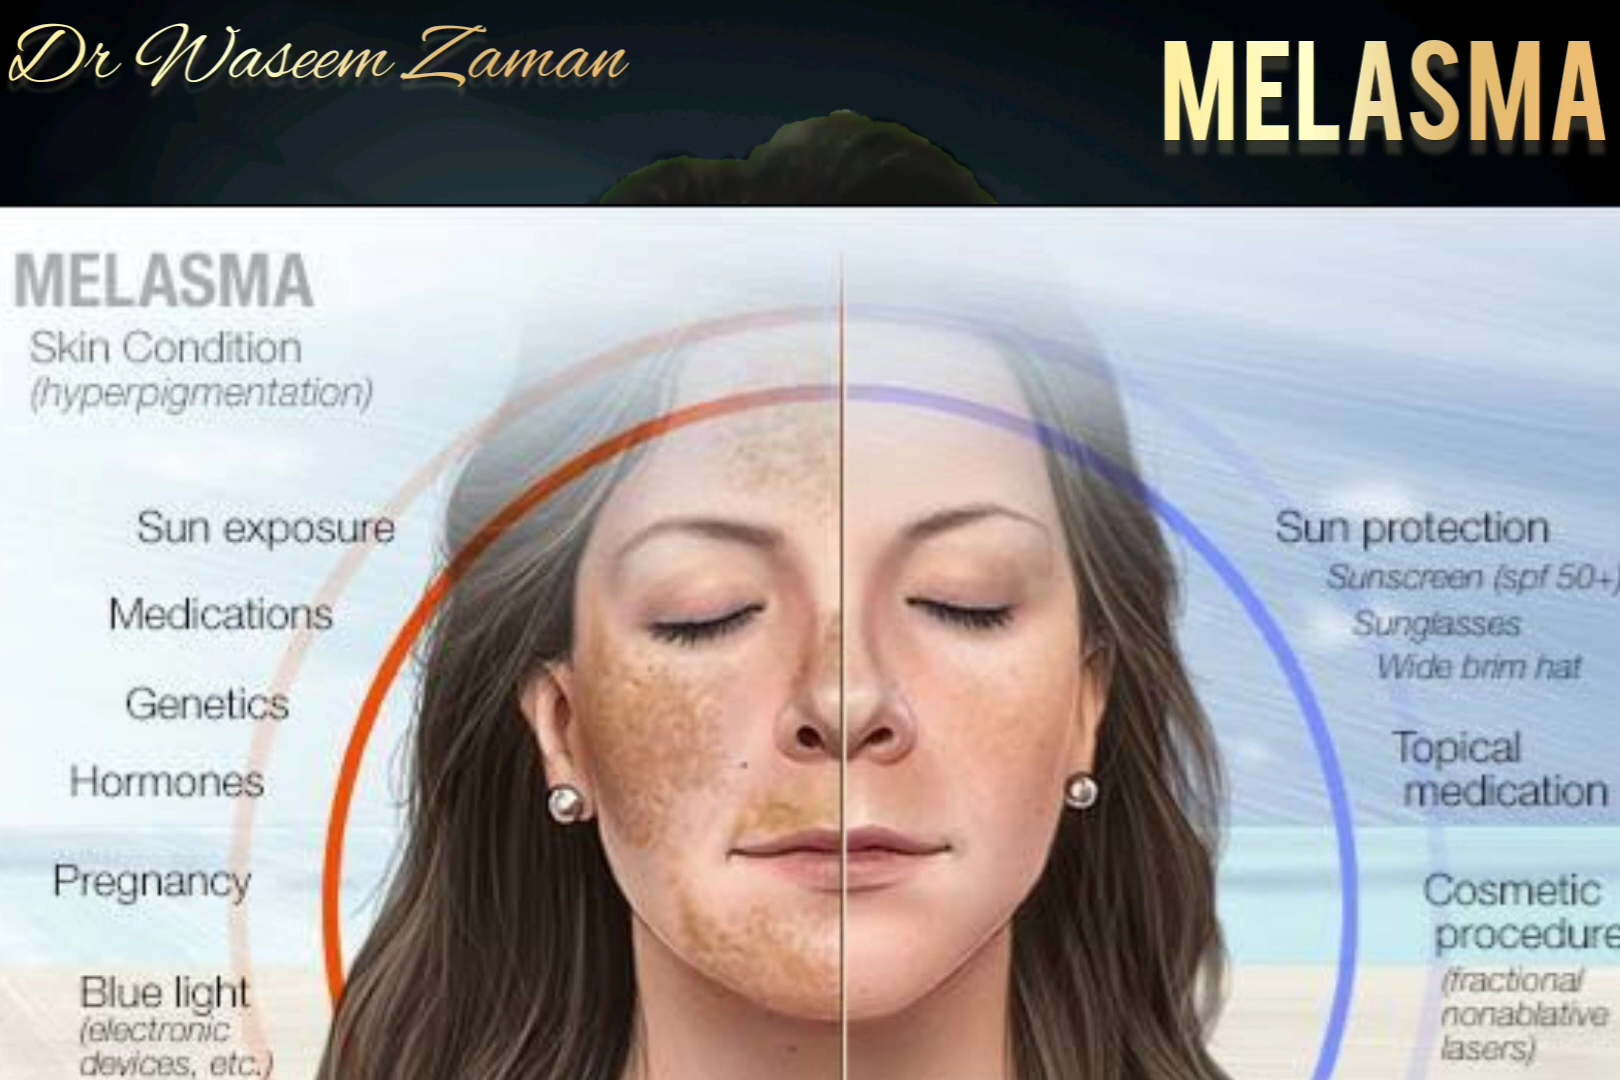 Dr Waseem Zaman
MELASMA
MELASMA
Skin Condition
(hyperpigmentation)
Sun exposure
Medications
Genetics
Hormones
Pregnancy
Blue light
(electronic
devices, etc.)
Sun protection
Sunscreen (spf 50+)
Sunglasses
Wide brim hat
Topical
medication
Cosmetic
procedure
(fractional
nonablative
lasers)